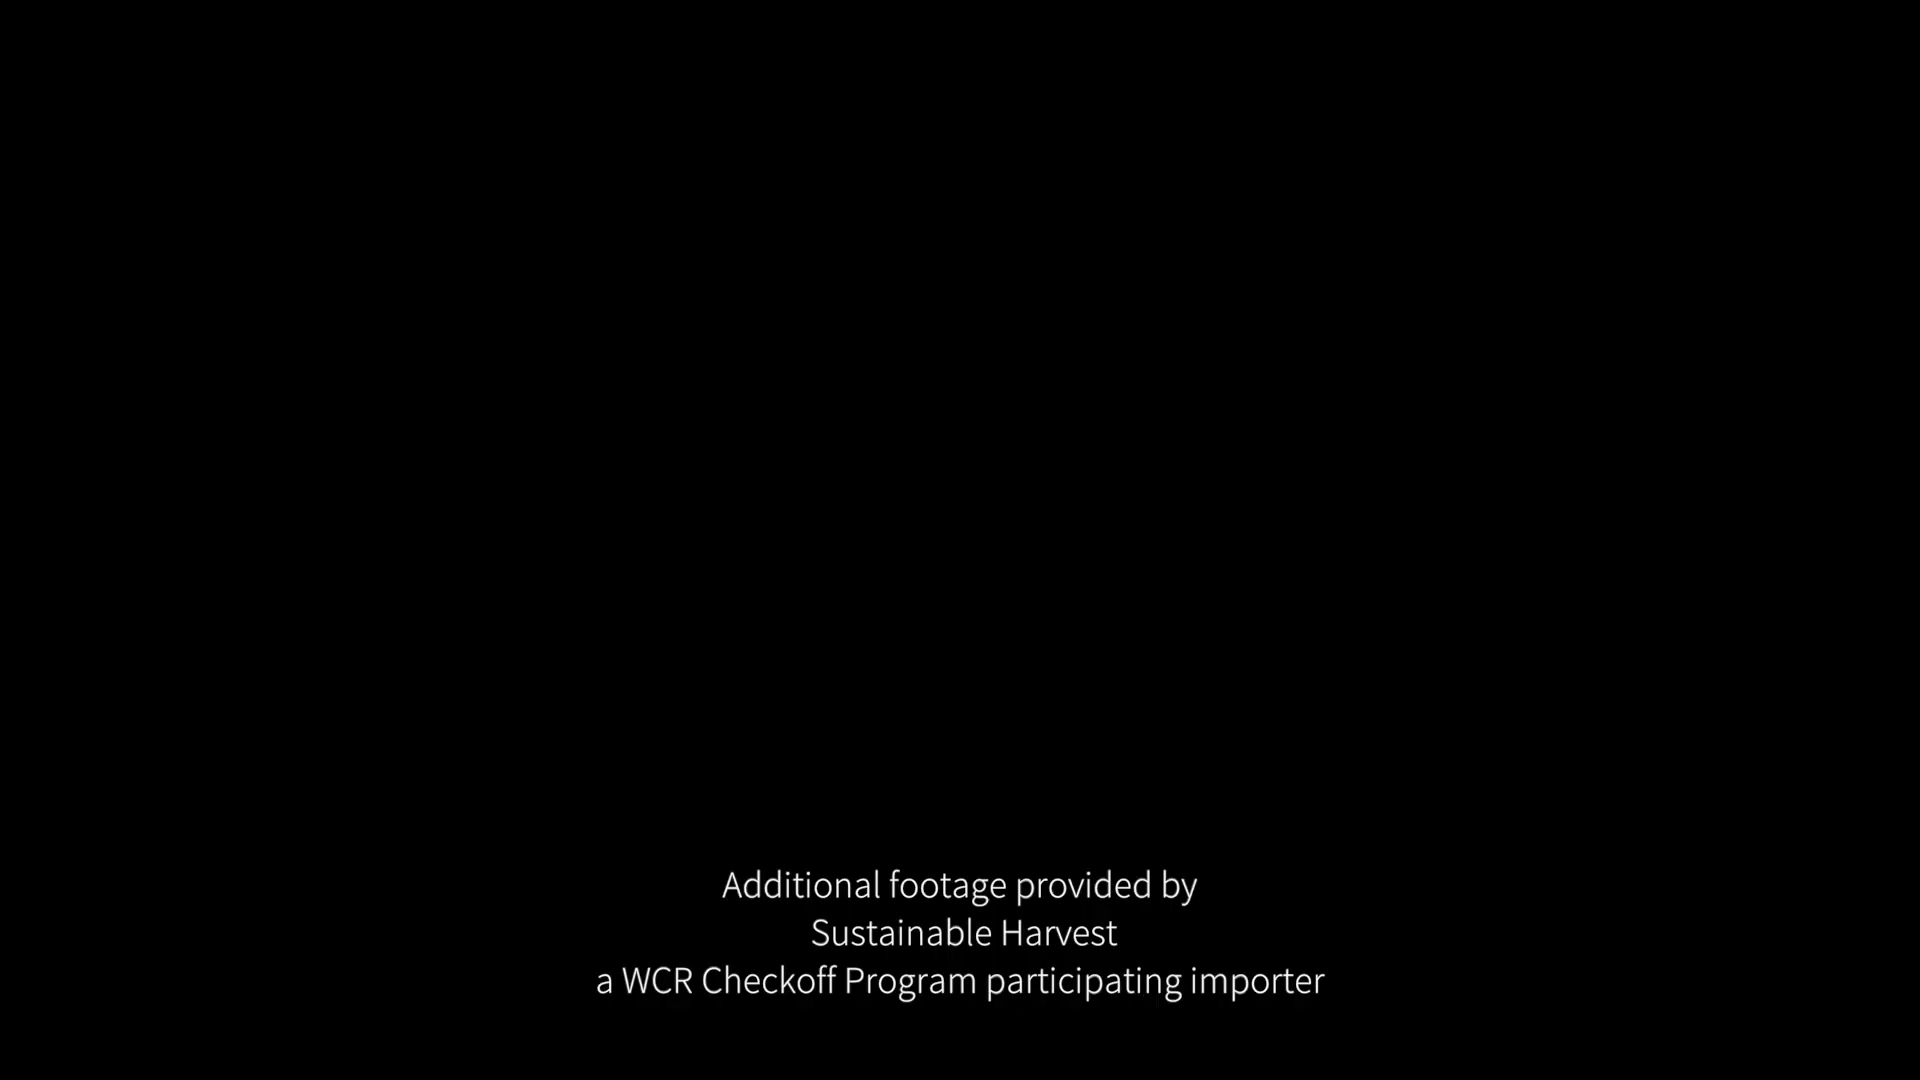 Additional footage provided by
Sustainable Harvest
a WCR Checkoff Program participating importer